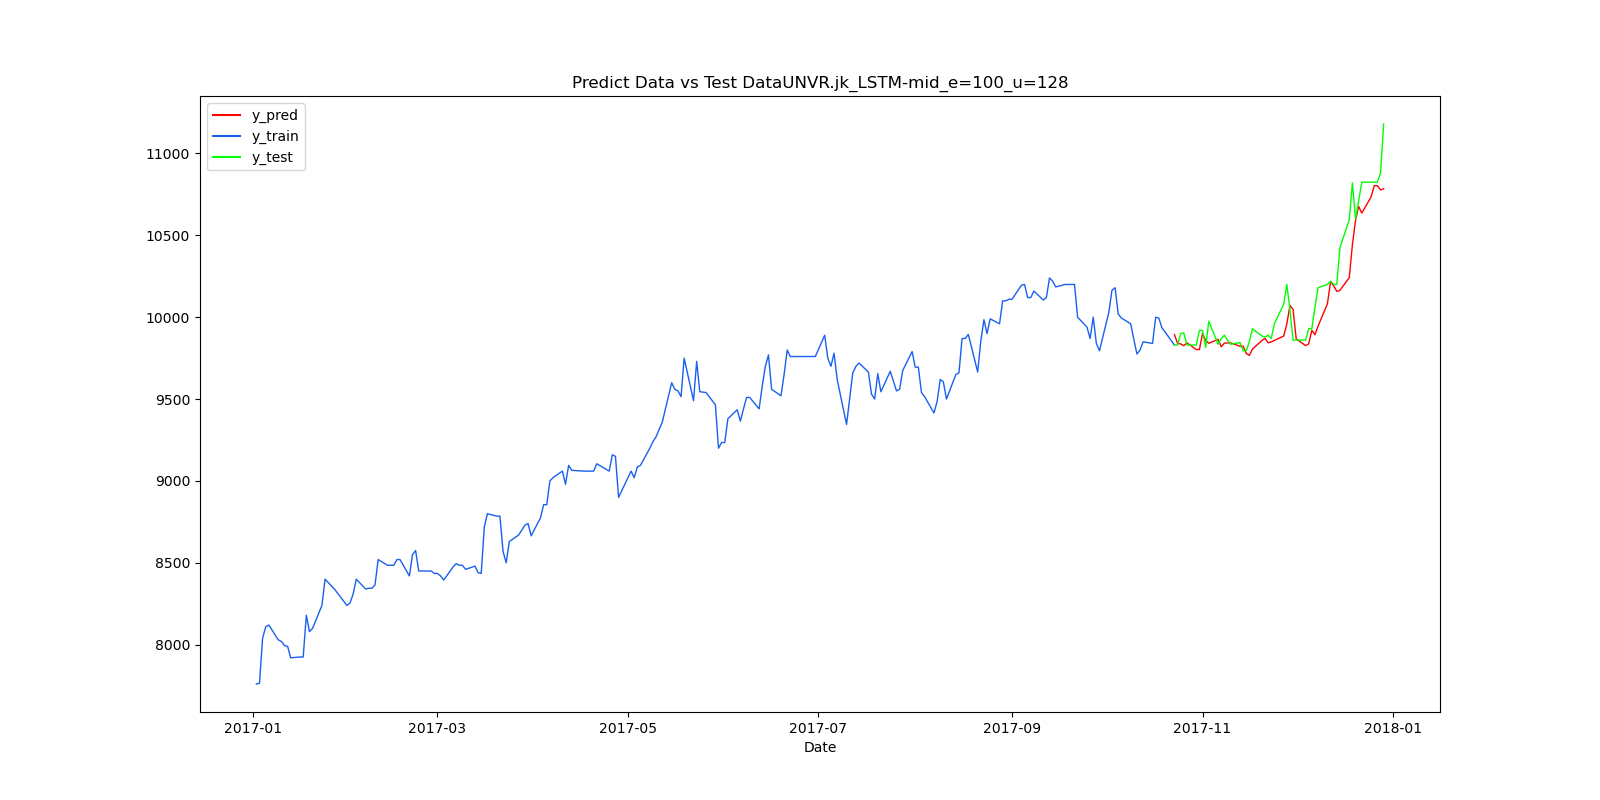 Predict Data vs Test DataUNVR.jk_LSTM-mid_e=100_u=128
y_pred
y_train
y_test
11000
10500
10000
9500
9000
8500
8000
2017-01 2017-03 2017-05 2017-07 2017-09 2017-11 2018-01
Date